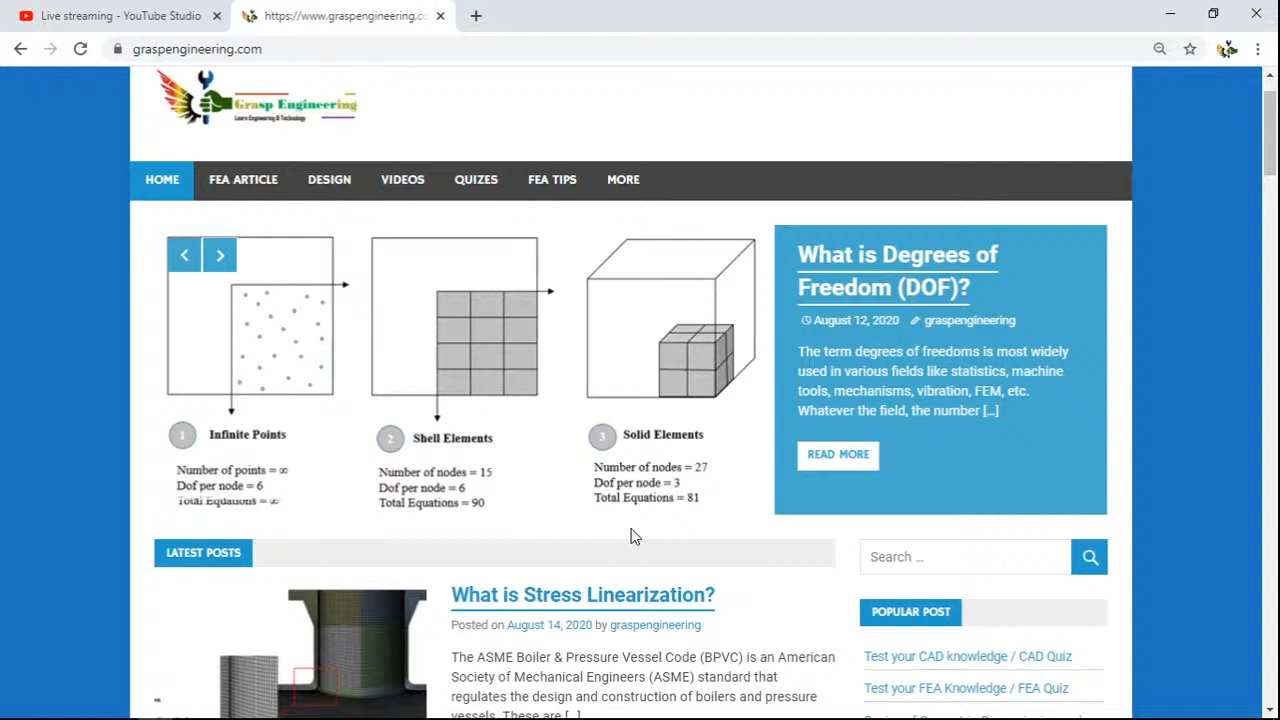 Live streaming - YouTube Studio
https://www.graspengineering.co
graspengineering.com
Grasp Engineering
Learn Engineering & Technology
HOME FEA ARTICLE DESIGN VIDEOS QUIZES FEA TIPS MORE
1 Infinite Points
Number of points = ∞
Dof per node = 6
Total Equations = ∞
2 Shell Elements
Number of nodes = 15
Dof per node = 6
Total Equations = 90
3 Solid Elements
Number of nodes = 27
Dof per node = 3
Total Equations = 81
What is Degrees of
Freedom (DOF)?
August 12, 2020 graspengineering
The term degrees of freedoms is most widely
used in various fields like statistics, machine
tools, mechanisms, vibration, FEM, etc.
Whatever the field, the number [...]
READ MORE
LATEST POSTS
What is Stress Linearization?
Posted on August 14, 2020 by graspengineering
The ASME Boiler & Pressure Vessel Code (BPVC) is an American
Society of Mechanical Engineers (ASME) standard that
regulates the design and construction of boilers and pressure
vessels. These are [...]
Search ...
POPULAR POST
Test your CAD knowledge / CAD Quiz
Test your FEA Knowledge / FEA Quiz